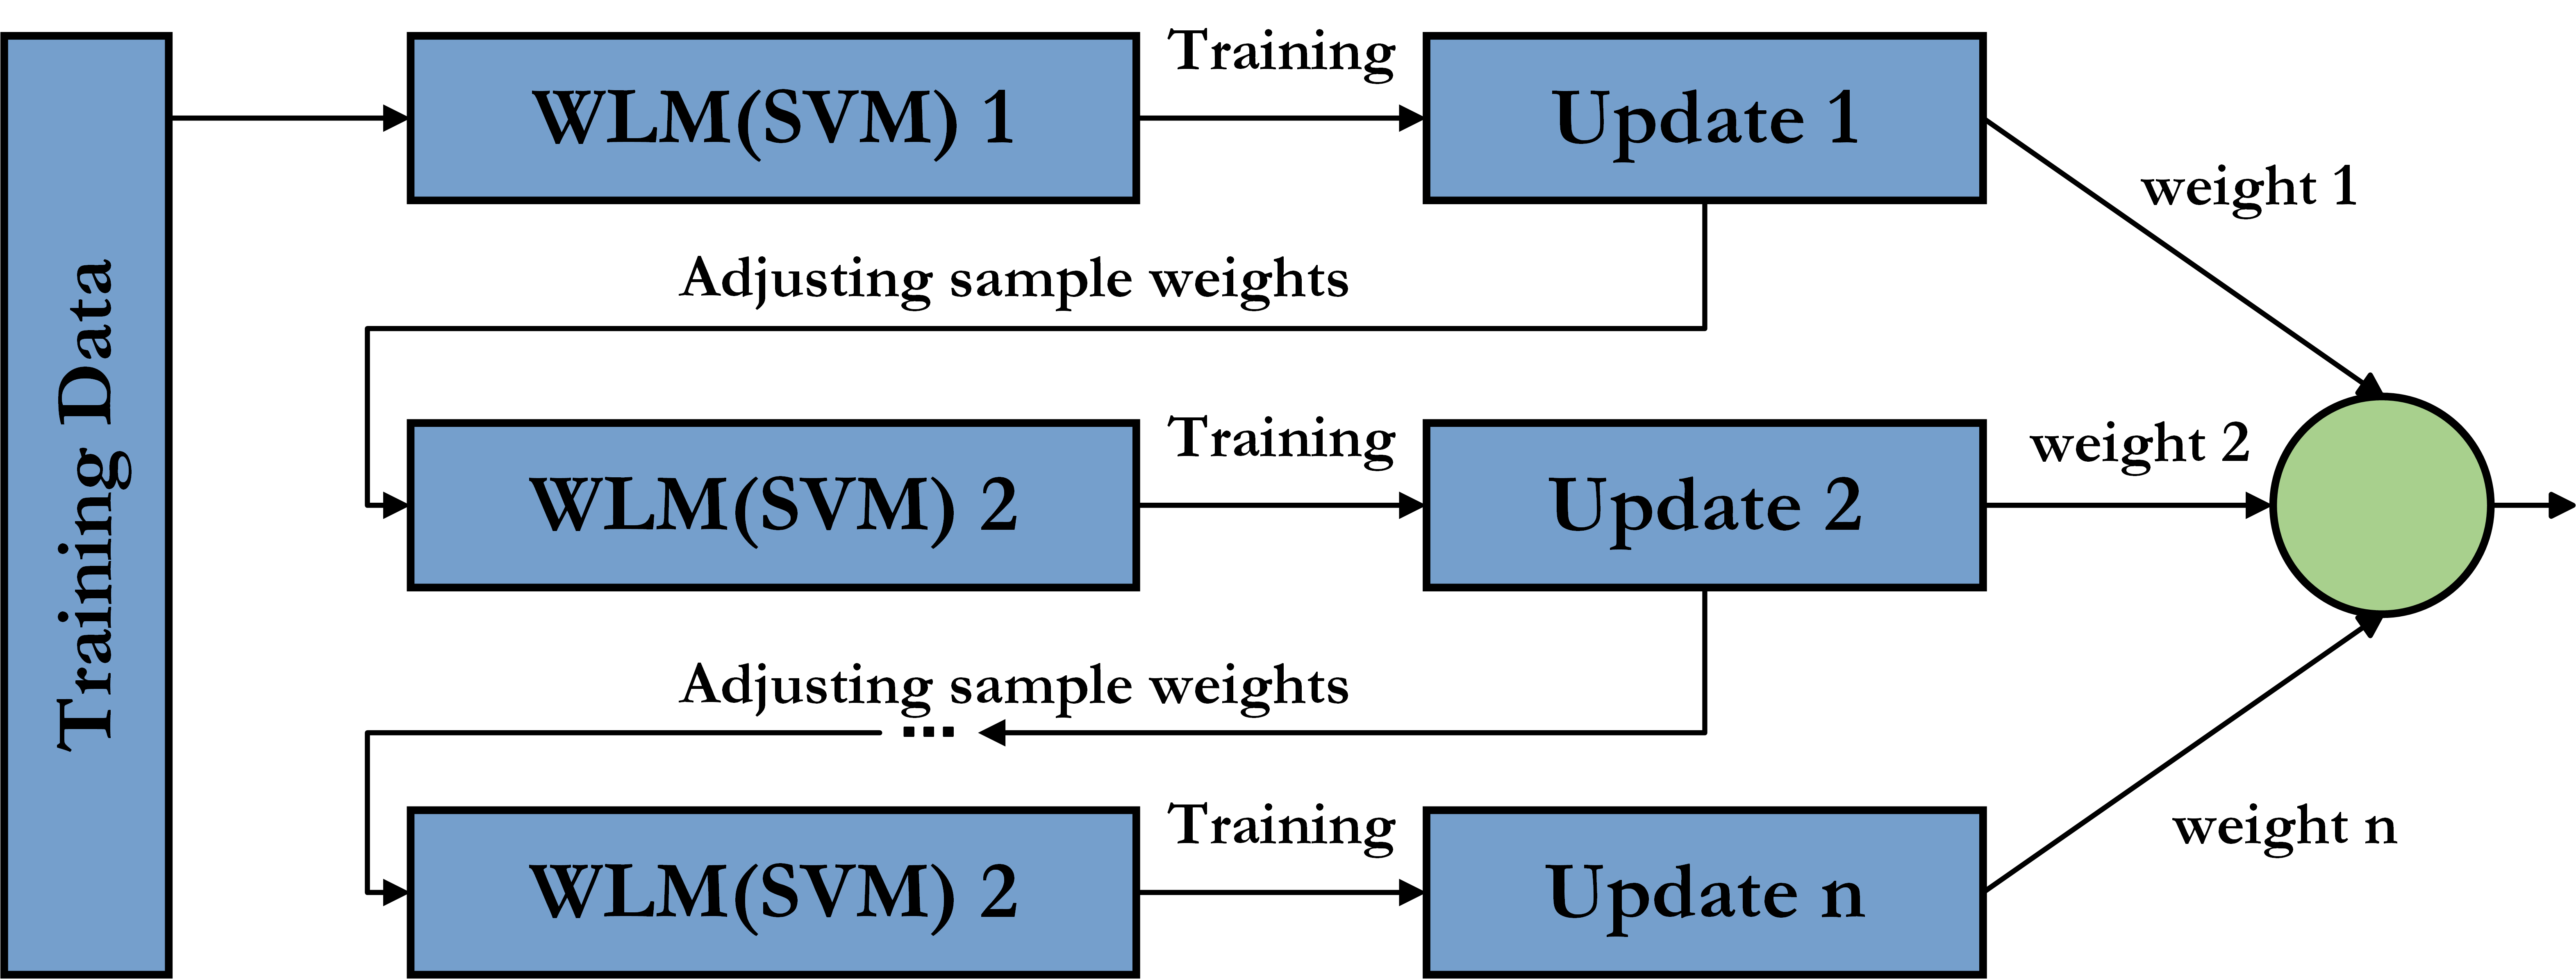 Training Data
WLM(SVM) 1
Training
Update 1
weight 1
Adjusting sample weights
WLM(SVM) 2
Training
Update 2
weight 2
Adjusting sample weights
...
WLM(SVM) 2
Training
Update n
weight n